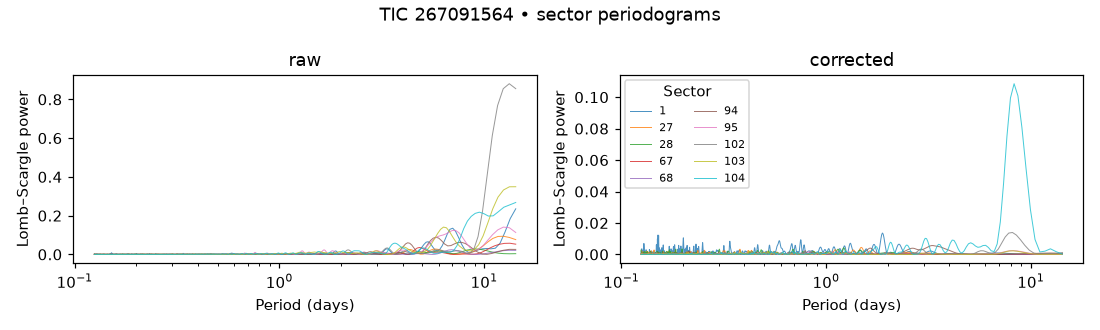 TIC 267091564 • sector periodograms
raw
Lomb–Scargle power
0.8
0.6
0.4
0.2
0.0
10⁻¹
10⁰
10¹
Period (days)
corrected
Lomb–Scargle power
0.10
0.08
0.06
0.04
0.02
0.00
Sector
1 94
27 95
28 102
67 103
68 104
10⁻¹
10⁰
10¹
Period (days)